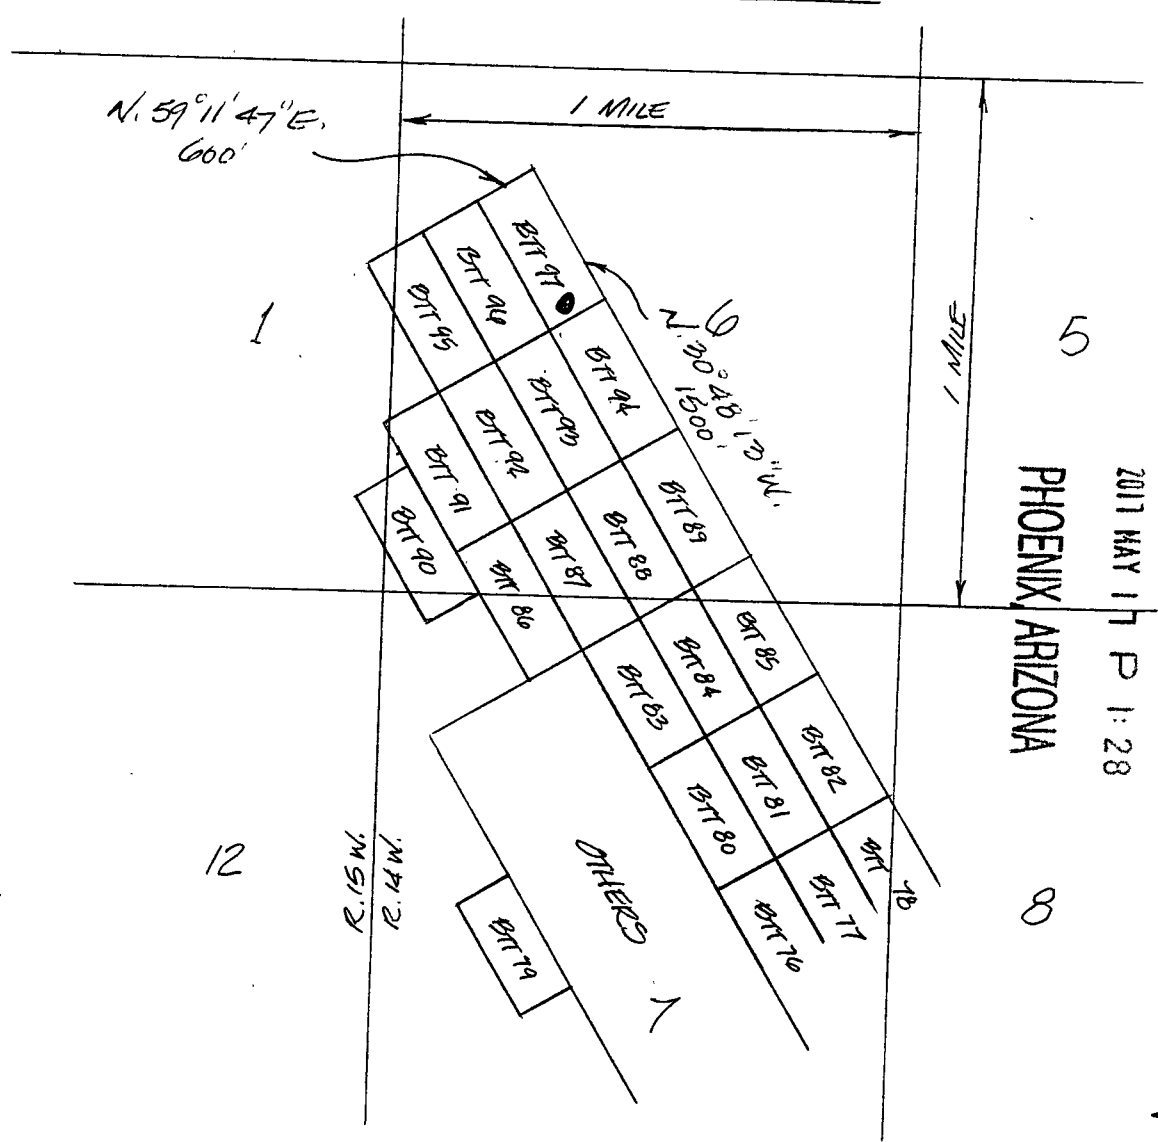 N. 59°11'47"E.
600'
1 MILE
BTT 97
BTT 96
BTT 95
1
6
N. 30°48'13"W.
1500'
1 MILE
5
BTT 94
BTT 93
BTT 92
BTT 91
BTT 90
BTT 89
BTT 88
BTT 87
BTT 86
2017 MAY 17 P 1:28
PHOENIX, ARIZONA
BTT 85
BTT 84
BTT 83
BTT 82
BTT 81
BTT 80
12
R. 15 W.
R. 14 W.
OTHERS
BTT 79
BTT 78
BTT 77
BTT 76
7
8